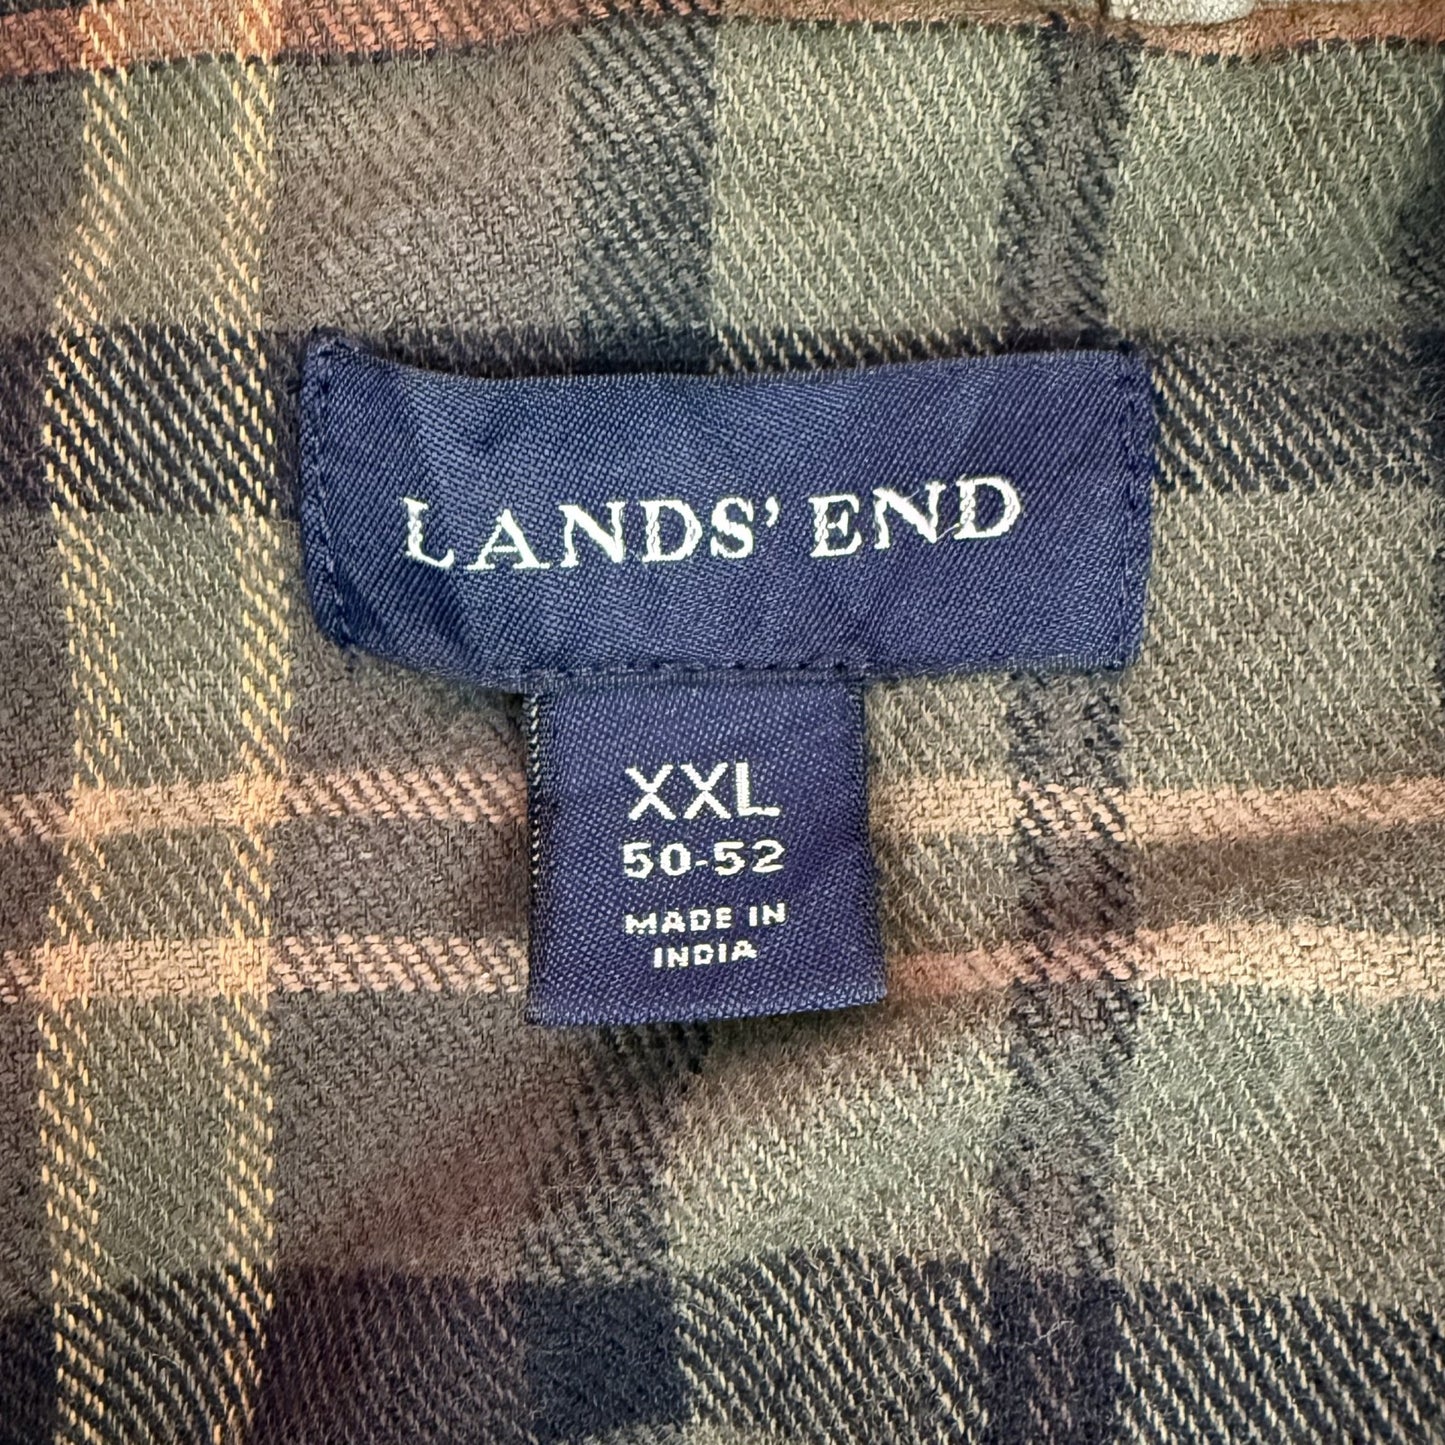 LANDS' END
XXL
50-52
MADE IN
INDIA